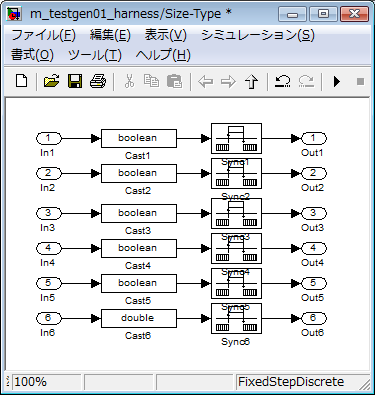 m_testgen01_harness/Size-Type *
ファイル(F) 編集(E) 表示(V) シミュレーション(S)
書式(O) ツール(T) ヘルプ(H)
1 boolean 1
In1 Cast1 Sync1 Out1
2 boolean 2
In2 Cast2 Sync2 Out2
3 boolean 3
In3 Cast3 Sync3 Out3
4 boolean 4
In4 Cast4 Sync4 Out4
5 boolean 5
In5 Cast5 Sync5 Out5
6 double 6
In6 Cast6 Sync6 Out6
100% FixedStepDiscrete